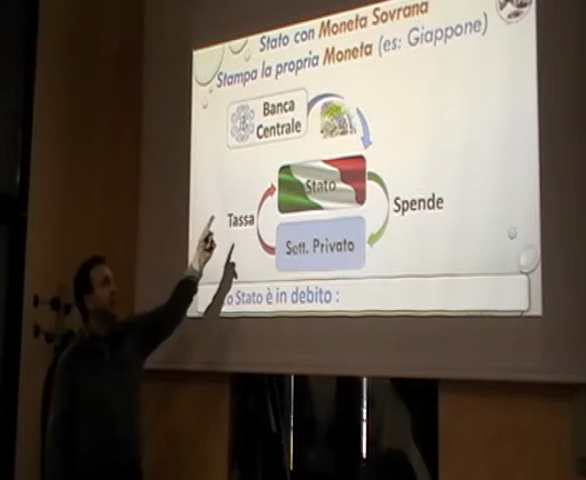 Stato con Moneta Sovrana
Stampa la propria Moneta (es: Giappone)
Banca
Centrale
Stato
Tassa
Spende
Sett. Privato
o Stato è in debito :